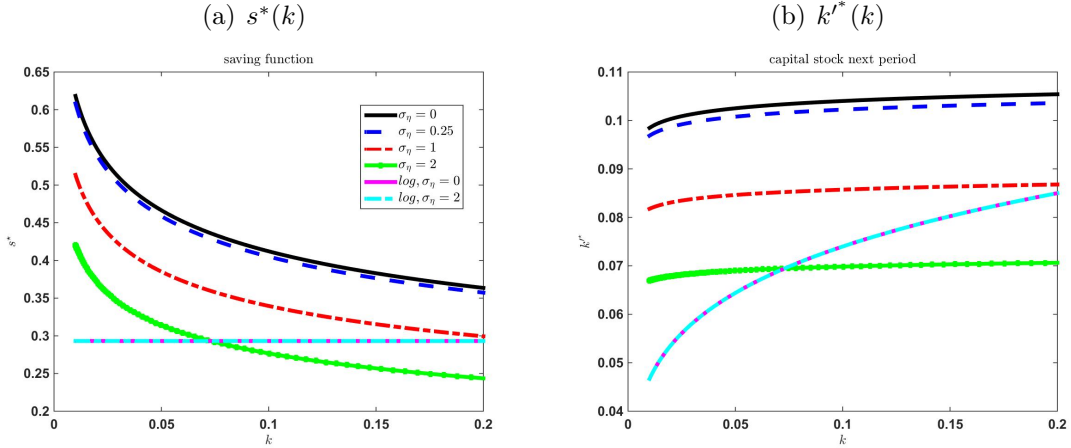 (a) s*(k)
saving function
0.65
0.6
0.55
0.5
0.45
0.4
0.35
0.3
0.25
0.2
s*
0
0.05
0.1
0.15
0.2
k
σ_η = 0
σ_η = 0.25
σ_η = 1
σ_η = 2
log, σ_η = 0
log, σ_η = 2
(b) k'*(k)
capital stock next period
0.11
0.1
0.09
0.08
0.07
0.06
0.05
0.04
k'*
0
0.05
0.1
0.15
0.2
k